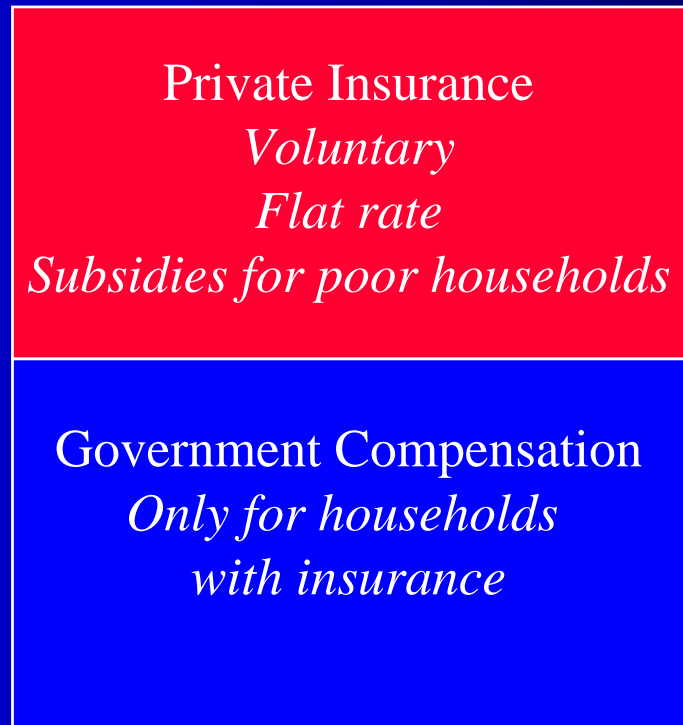 Private Insurance
Voluntary
Flat rate
Subsidies for poor households
Government Compensation
Only for households
with insurance